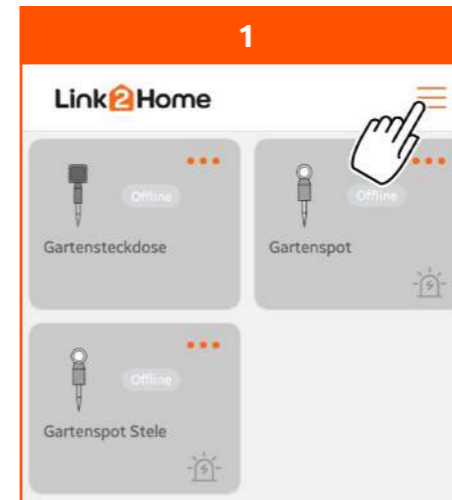 1
Link2Home
Offline
Gartensteckdose
Offline
Gartenspot
Offline
Gartenspot Stele